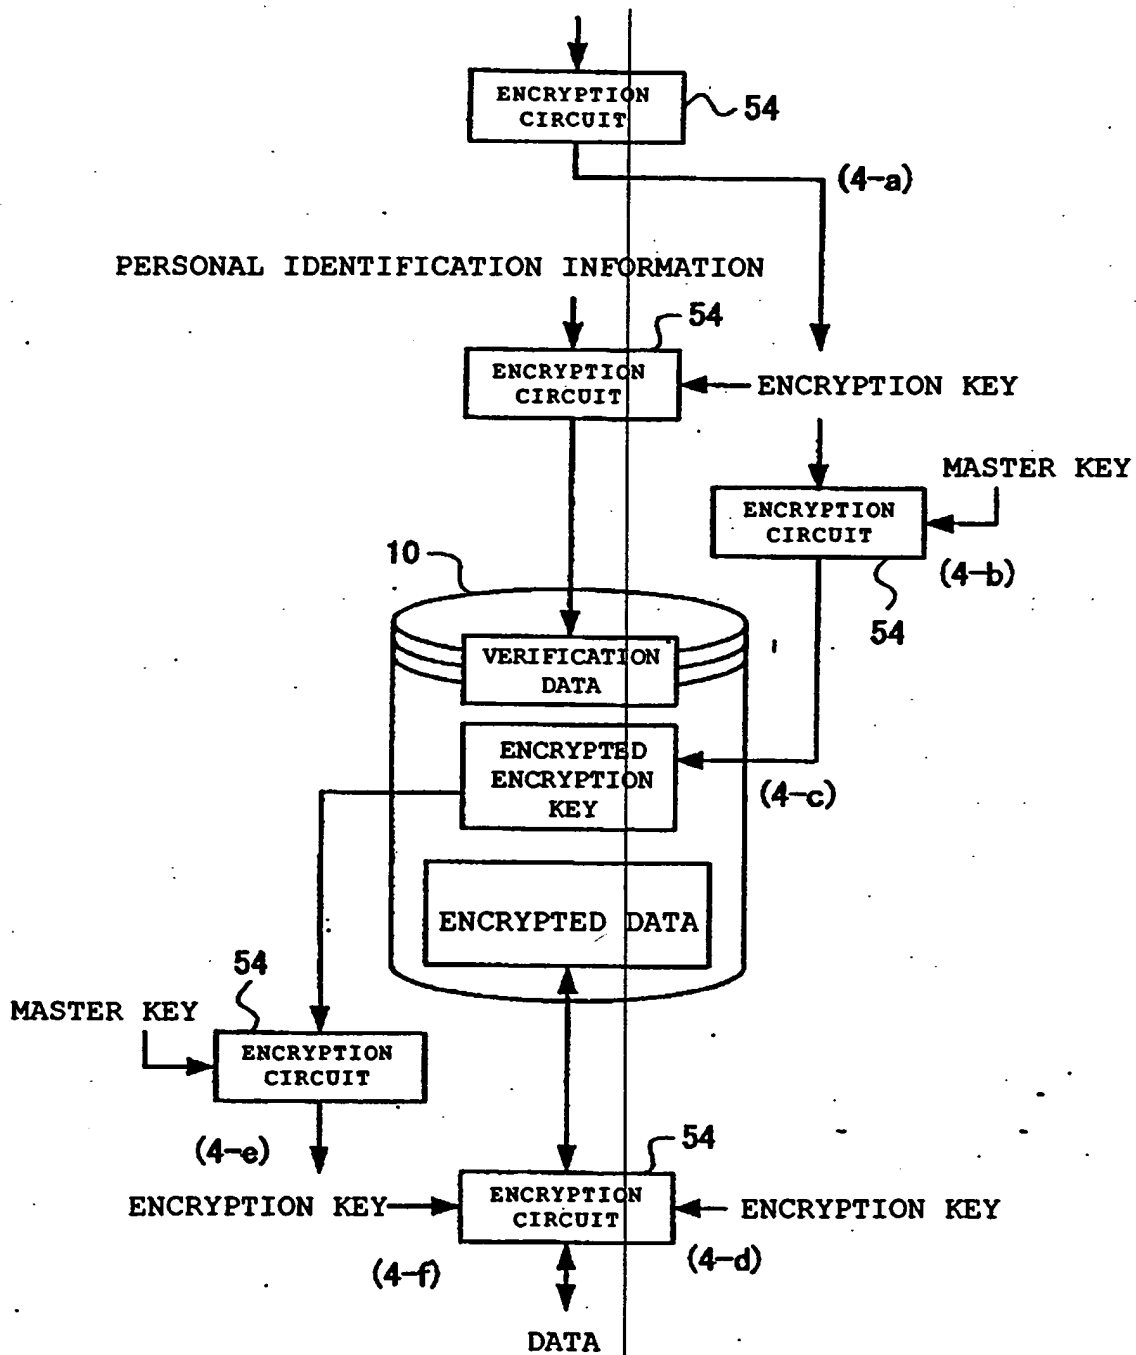 ENCRYPTION
CIRCUIT
54
(4-a)
PERSONAL IDENTIFICATION INFORMATION
54
ENCRYPTION
CIRCUIT
ENCRYPTION KEY
MASTER KEY
ENCRYPTION
CIRCUIT
10
(4-b)
54
VERIFICATION
DATA
ENCRYPTED
ENCRYPTION
KEY
(4-c)
ENCRYPTED DATA
54
MASTER KEY
ENCRYPTION
CIRCUIT
(4-e)
54
ENCRYPTION KEY
ENCRYPTION
CIRCUIT
ENCRYPTION KEY
(4-f)
(4-d)
DATA